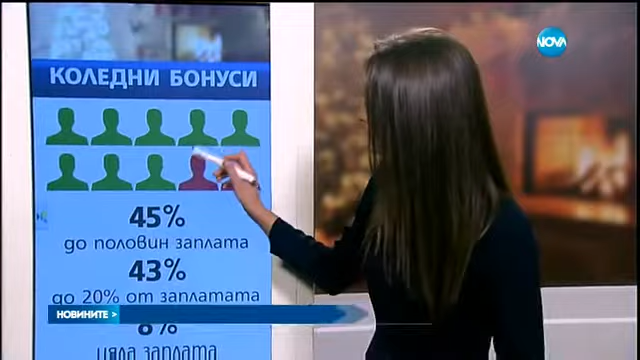 NOVA
КОЛЕДНИ БОНУСИ
45%
до половин заплата
43%
до 20% от заплатата
НОВИНИТЕ >
8%
цяла заплата